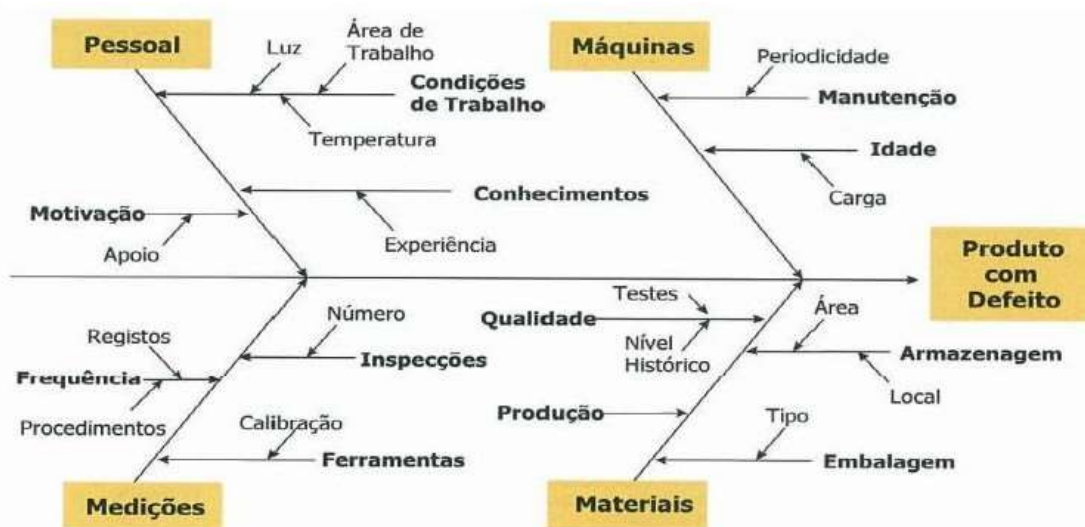 Pessoal
Luz
Área de
Trabalho
Condições
de Trabalho
Temperatura
Conhecimentos
Motivação
Apoio
Experiência
Máquinas
Periodicidade
Manutenção
Idade
Carga
Produto
com
Defeito
Registos
Frequência
Procedimentos
Número
Inspecções
Calibração
Ferramentas
Medições
Testes
Qualidade
Nível
Histórico
Área
Armazenagem
Local
Produção
Tipo
Embalagem
Materiais